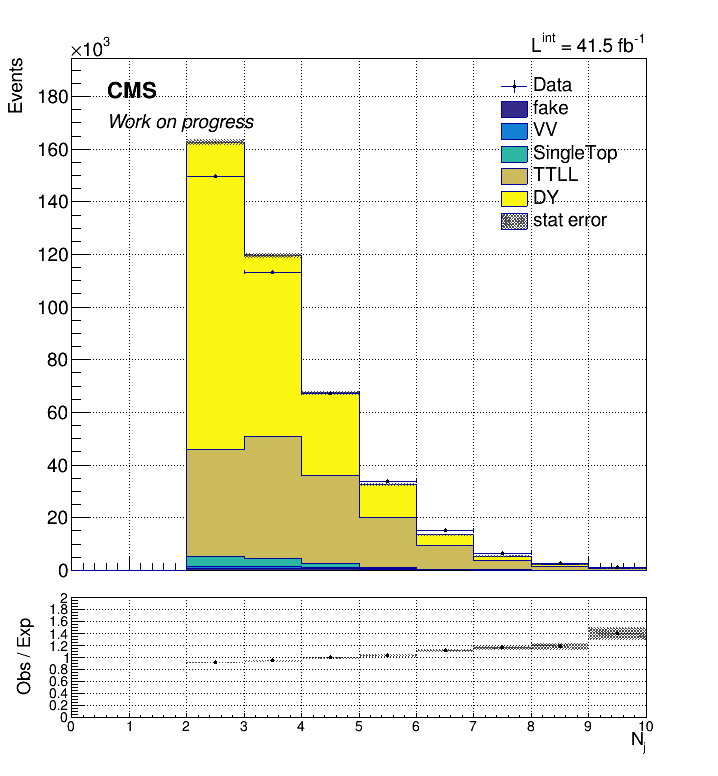 ×10³
L^int = 41.5 fb⁻¹
Events
CMS
Work on progress
Data
fake
VV
SingleTop
TTLL
DY
stat error
180
160
140
120
100
80
60
40
20
0
Obs / Exp
2
1.8
1.6
1.4
1.2
1
0.8
0.6
0.4
0.2
0
0 1 2 3 4 5 6 7 8 9 10
N_j